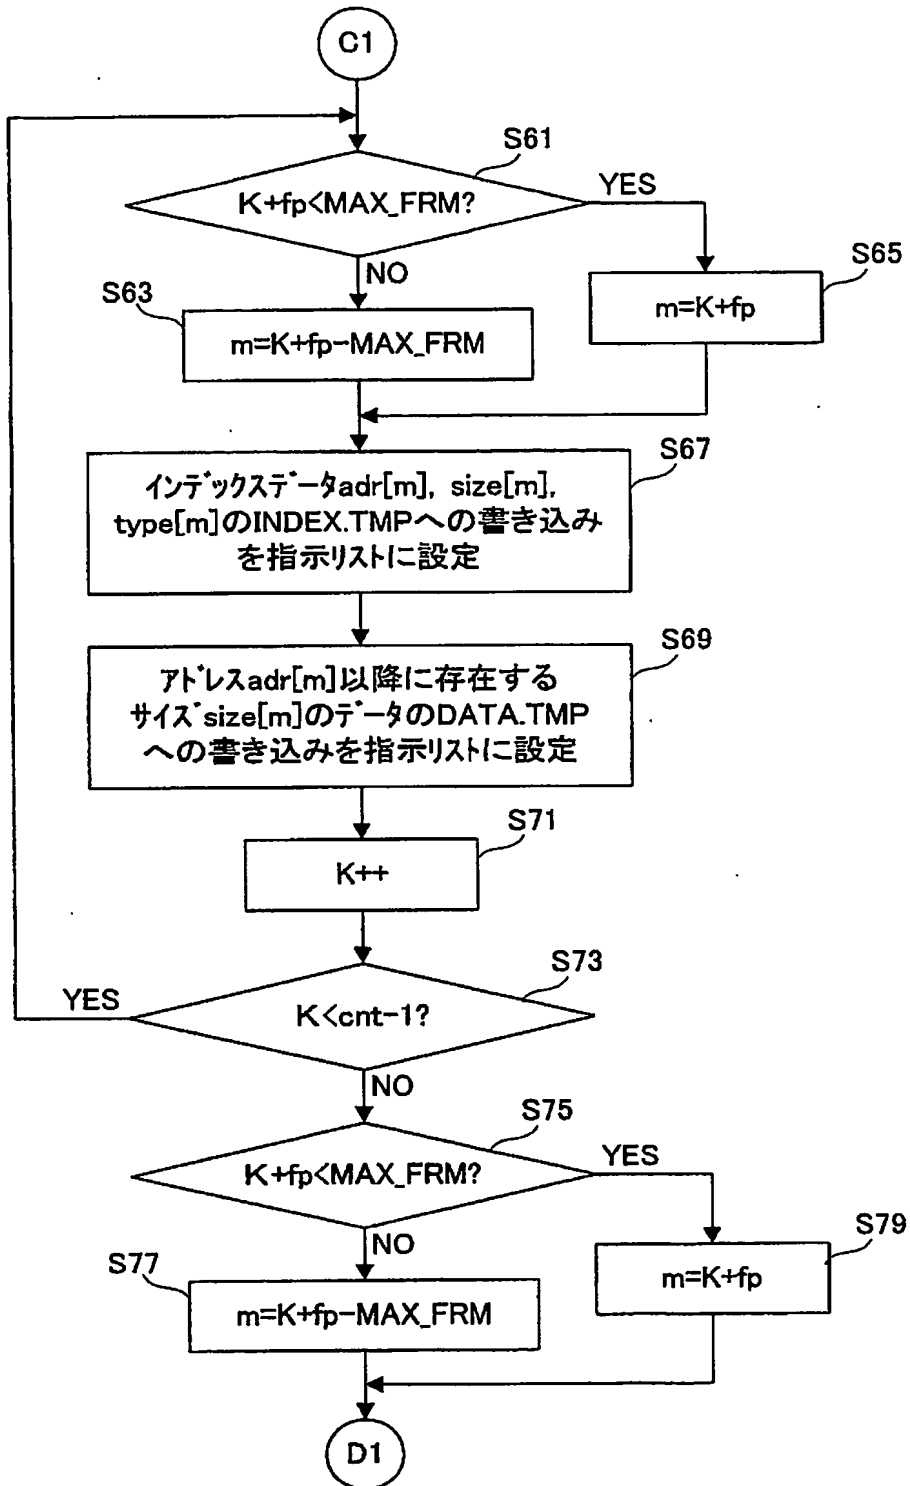 C1
S61
K+fp<MAX_FRM?
YES
NO
S65
m=K+fp
S63
m=K+fp-MAX_FRM
S67
インデックスデータadr[m], size[m],
type[m]のINDEX.TMPへの書き込み
を指示リストに設定
S69
アドレスadr[m]以降に存在する
サイズsize[m]のデータのDATA.TMP
への書き込みを指示リストに設定
S71
K++
S73
YES
K<cnt-1?
NO
S75
K+fp<MAX_FRM?
YES
NO
S79
m=K+fp
S77
m=K+fp-MAX_FRM
D1